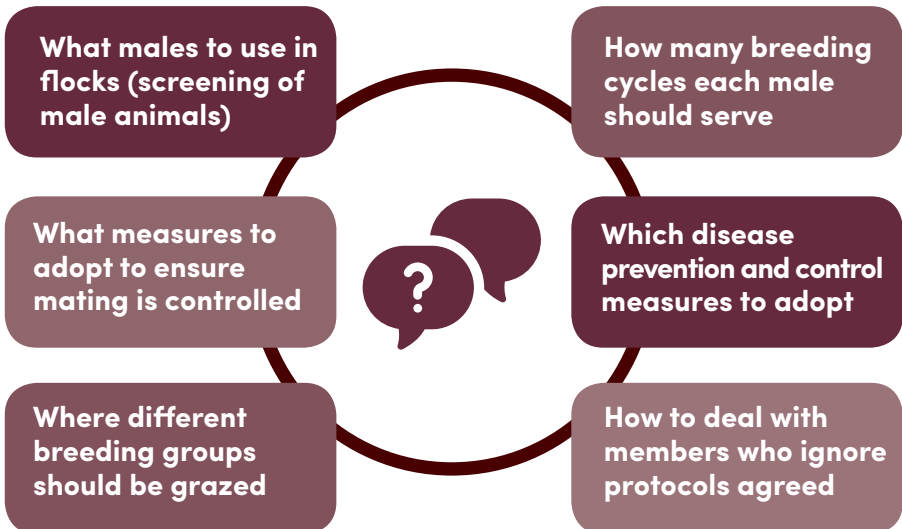 What males to use in
flocks (screening of
male animals)
How many breeding
cycles each male
should serve
What measures to
adopt to ensure
mating is controlled
?
Which disease
prevention and control
measures to adopt
Where different
breeding groups
should be grazed
How to deal with
members who ignore
protocols agreed